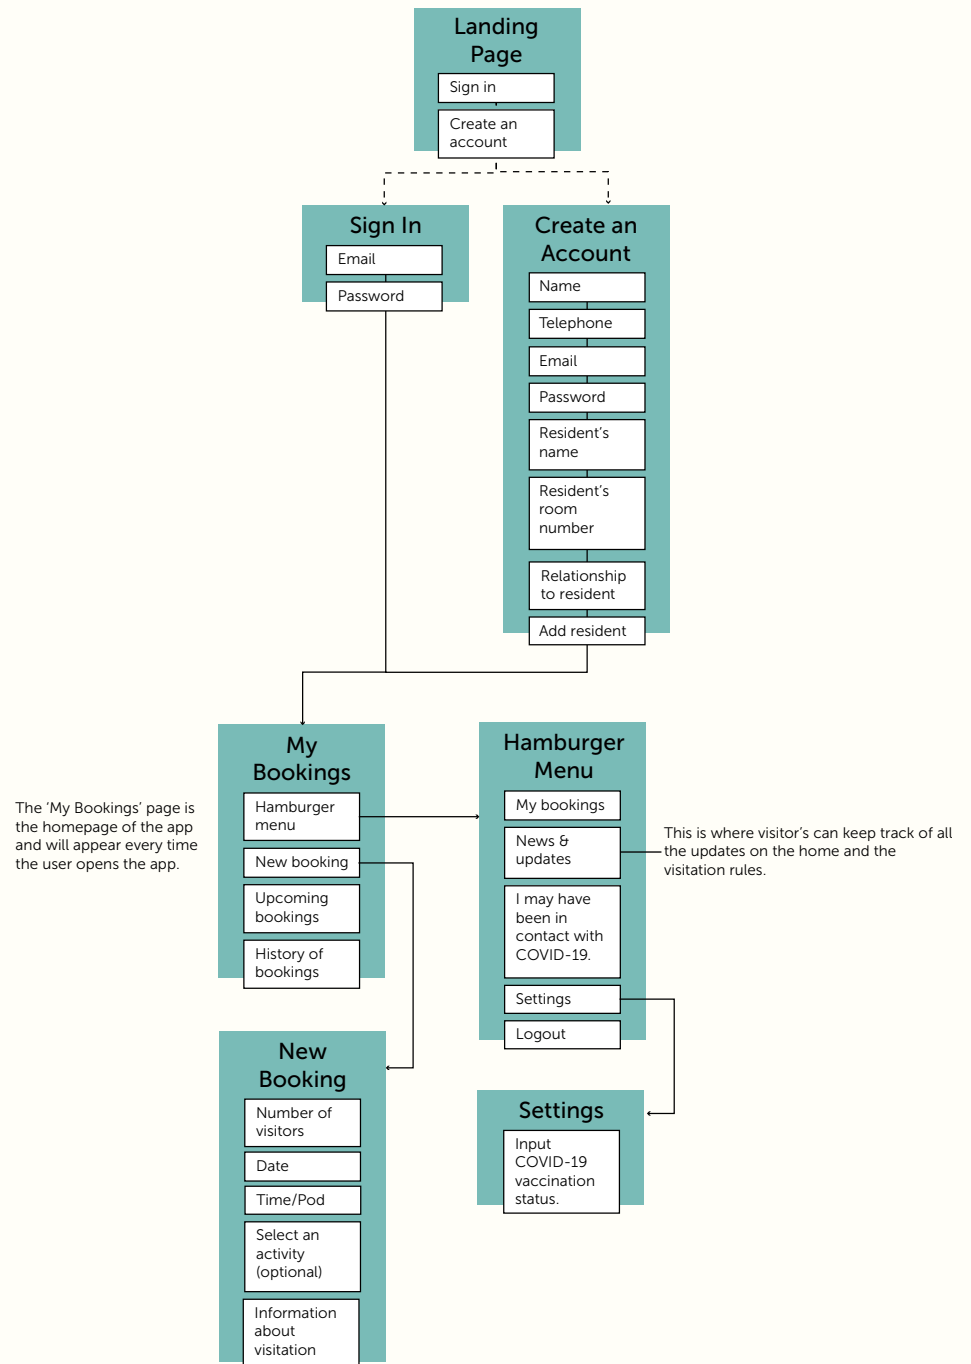 Landing
Page
Sign in
Create an
account
Sign In
Email
Password
Create an
Account
Name
Telephone
Email
Password
Resident's
name
Resident's
room
number
Relationship
to resident
Add resident
The ‘My Bookings’ page is
the homepage of the app
and will appear every time
the user opens the app.
My
Bookings
Hamburger
menu
New booking
Upcoming
bookings
History of
bookings
Hamburger
Menu
My bookings
News &
updates
I may have
been in
contact with
COVID-19.
Settings
Logout
This is where visitor's can keep track of all
the updates on the home and the
visitation rules.
New
Booking
Number of
visitors
Date
Time/Pod
Select an
activity
(optional)
Information
about
visitation
Settings
Input
COVID-19
vaccination
status.